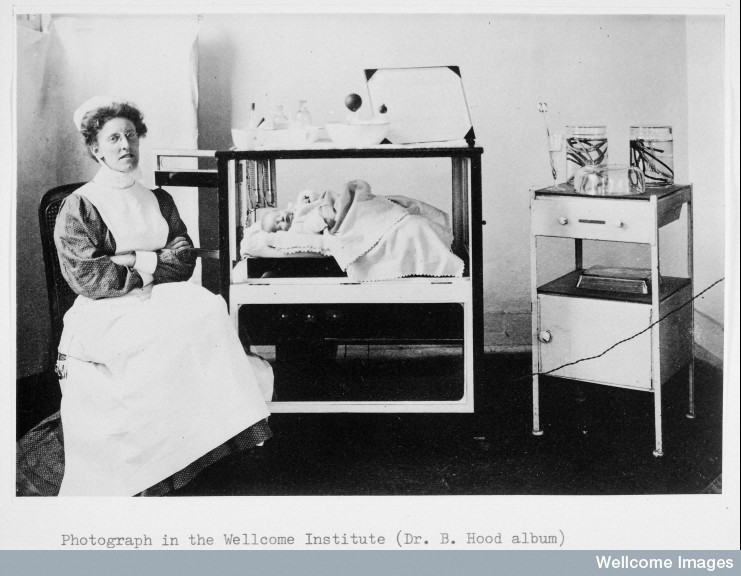 Photograph in the Wellcome Institute (Dr. B. Hood album)
Wellcome Images